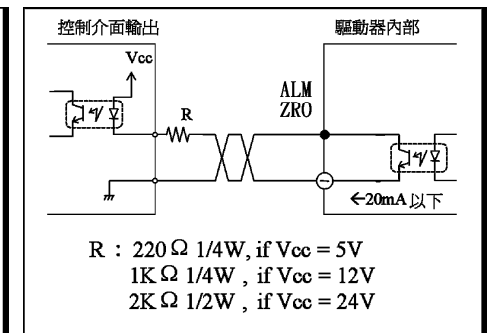 控制介面輸出 驅動器內部
Vcc
R
ALM
ZRO
←20mA 以下
R : 220Ω 1/4W, if Vcc = 5V
1KΩ 1/4W , if Vcc = 12V
2KΩ 1/2W , if Vcc = 24V